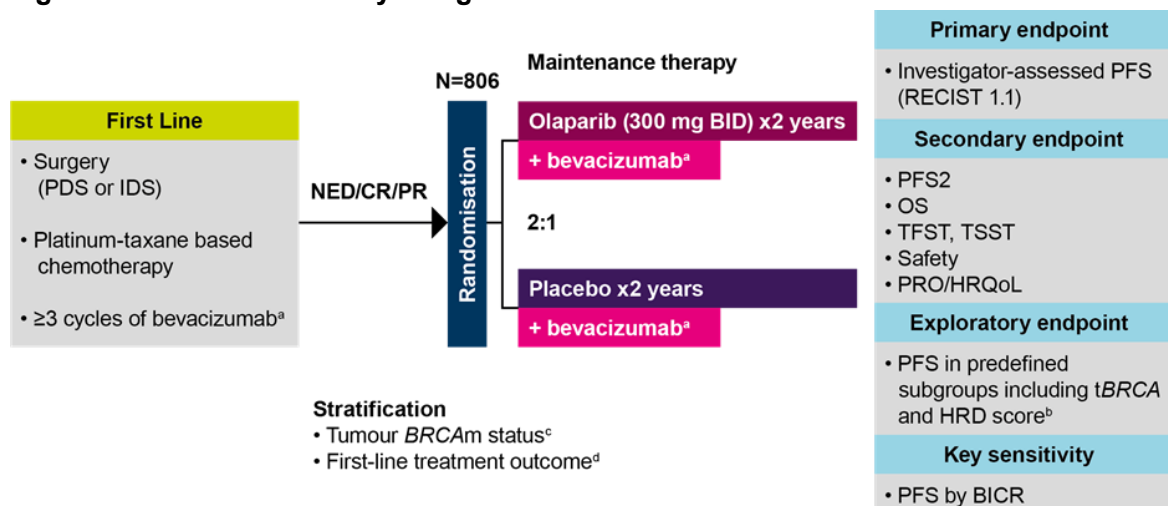 First Line
• Surgery
(PDS or IDS)
• Platinum-taxane based
chemotherapy
• ≥3 cycles of bevacizumabᵃ
NED/CR/PR
N=806
Randomisation
Maintenance therapy
Olaparib (300 mg BID) x2 years
+ bevacizumabᵃ
2:1
Placebo x2 years
+ bevacizumabᵃ
Stratification
• Tumour BRCAm statusᶜ
• First-line treatment outcomeᵈ
Primary endpoint
• Investigator-assessed PFS
(RECIST 1.1)
Secondary endpoint
• PFS2
• OS
• TFST, TSST
• Safety
• PRO/HRQoL
Exploratory endpoint
• PFS in predefined
subgroups including tBRCA
and HRD scoreᵇ
Key sensitivity
• PFS by BICR